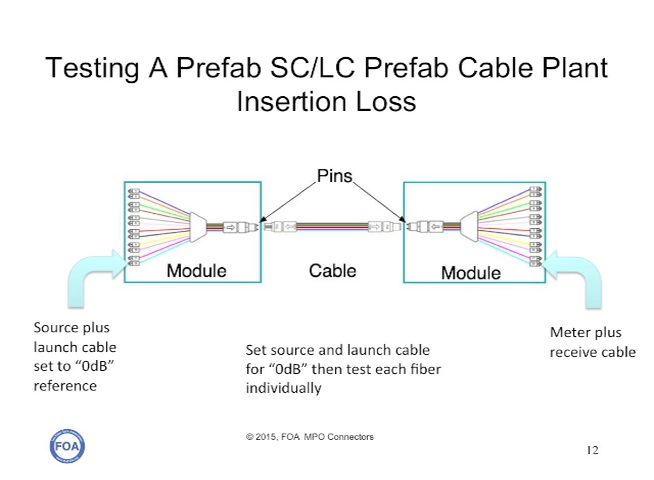 Testing A Prefab SC/LC Prefab Cable Plant
Insertion Loss
Pins
Module
Cable
Module
Source plus
launch cable
set to “0dB”
reference
Set source and launch cable
for “0dB” then test each fiber
individually
Meter plus
receive cable
FOA
© 2015, FOA MPO Connectors
12